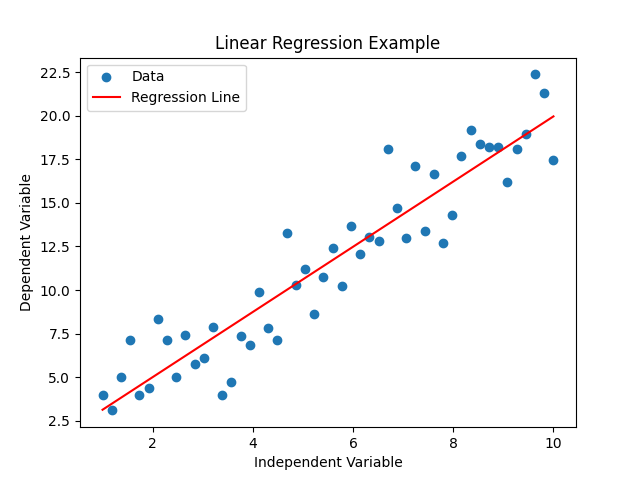 Linear Regression Example
Data
Regression Line
22.5
20.0
17.5
15.0
12.5
10.0
7.5
5.0
2.5
Dependent Variable
2 4 6 8 10
Independent Variable